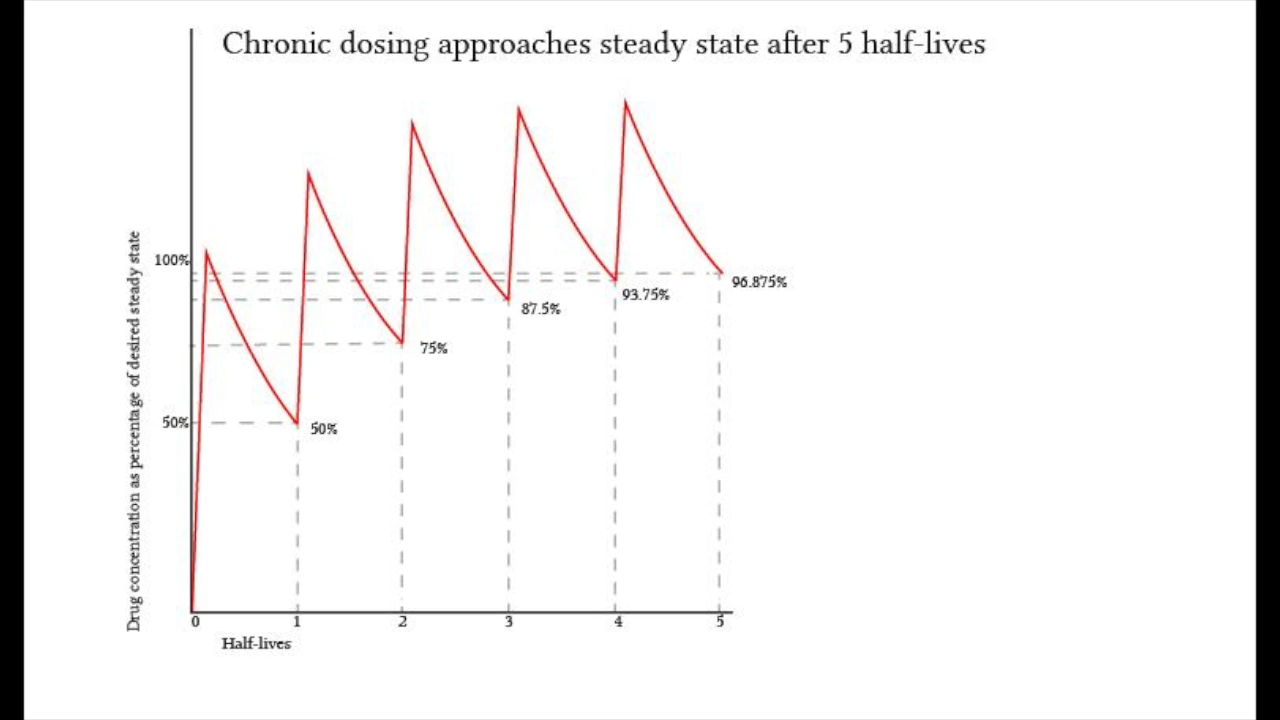 Chronic dosing approaches steady state after 5 half-lives
Drug concentration as percentage of desired steady state
100%
50%
50%
75%
87.5%
93.75%
96.875%
0 1 2 3 4 5
Half-lives